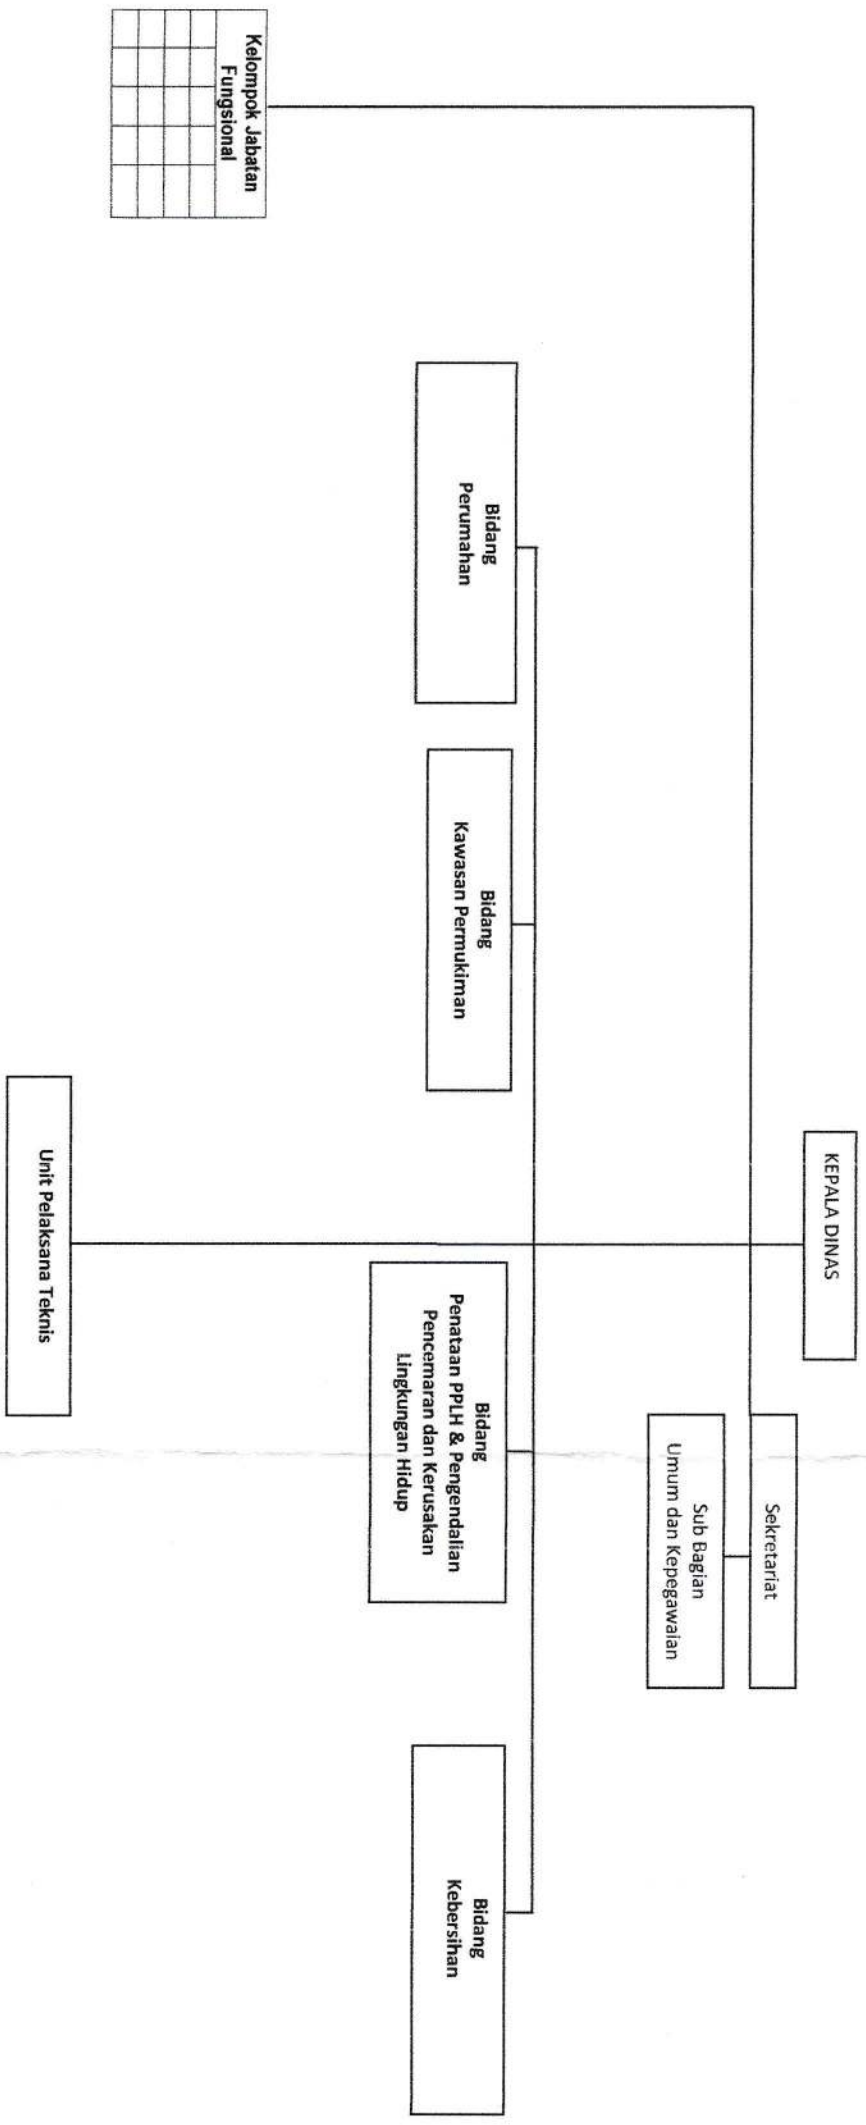 KEPALA DINAS
Sekretariat
Sub Bagian
Umum dan Kepegawaian
Kelompok Jabatan
Fungsional
Bidang
Perumahan
Bidang
Kawasan Permukiman
Bidang
Penataan PPLH & Pengendalian
Pencemaran dan Kerusakan
Lingkungan Hidup
Bidang
Kebersihan
Unit Pelaksana Teknis